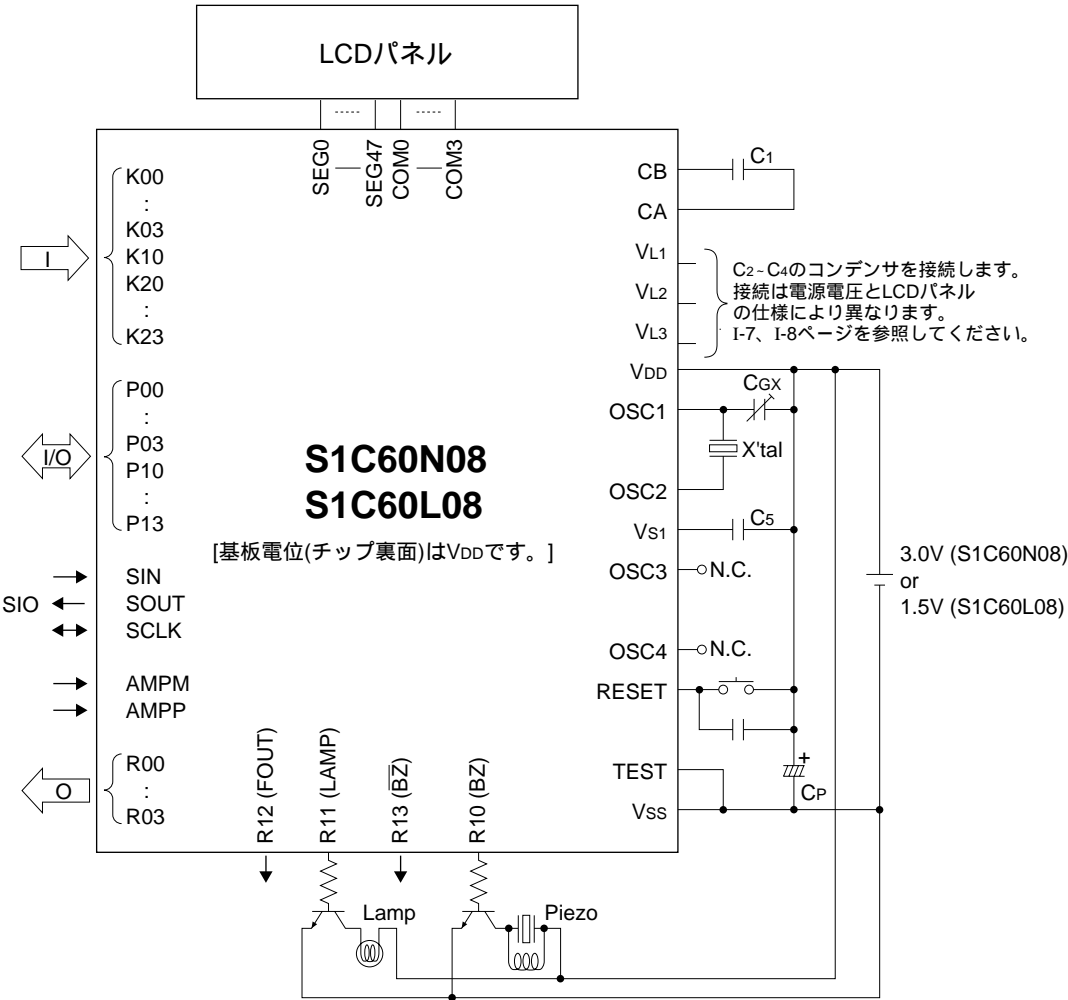 LCDパネル
SEG0
SEG47
COM0
COM3
K00
:
K03
K10
K20
:
K23
I
P00
:
P03
P10
:
P13
I/O
SIN
SOUT
SCLK
SIO
AMPM
AMPP
R00
:
R03
O
S1C60N08
S1C60L08
[基板電位(チップ裏面)はVDDです。]
CB
CA
C1
VL1
VL2
VL3
C2~C4のコンデンサを接続します。
接続は電源電圧とLCDパネル
の仕様により異なります。
I-7、I-8ページを参照してください。
VDD
OSC1
CGX
X'tal
OSC2
VS1
C5
OSC3
N.C.
OSC4
N.C.
RESET
TEST
+
CP
VSS
3.0V (S1C60N08)
or
1.5V (S1C60L08)
R12 (FOUT)
R11 (LAMP)
R13 (B̅Z̅)
R10 (BZ)
Lamp
Piezo